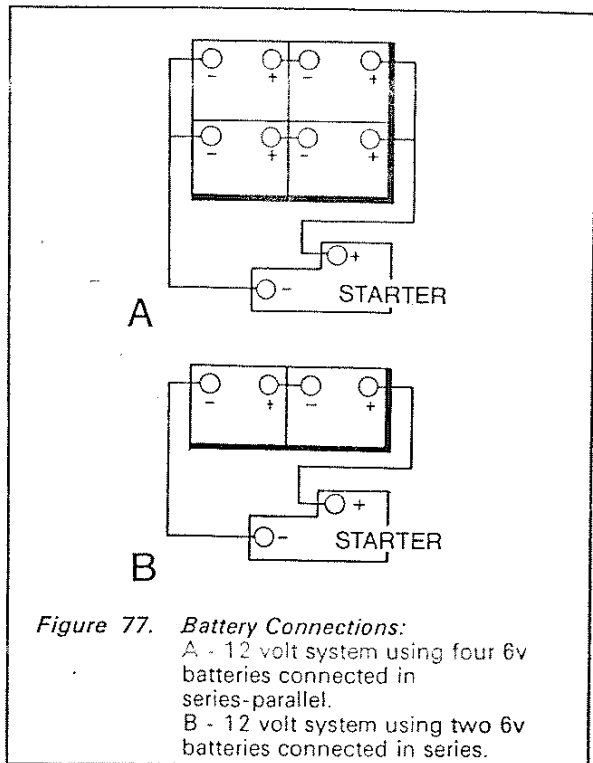 - + - +
- + - +
+
- STARTER
A
- + - +
+
- STARTER
B
Figure 77. Battery Connections:
A - 12 volt system using four 6v
batteries connected in
series-parallel.
B - 12 volt system using two 6v
batteries connected in series.